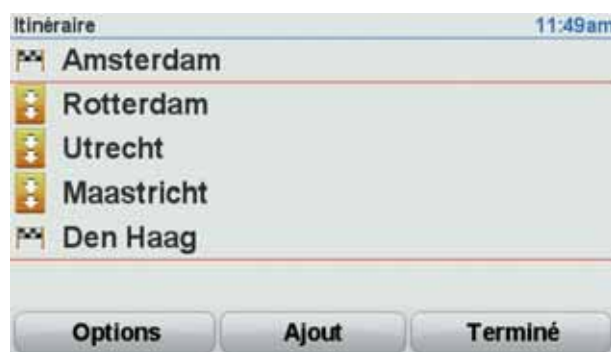 Itinéraire 11:49am
Amsterdam
Rotterdam
Utrecht
Maastricht
Den Haag
Options Ajout Terminé